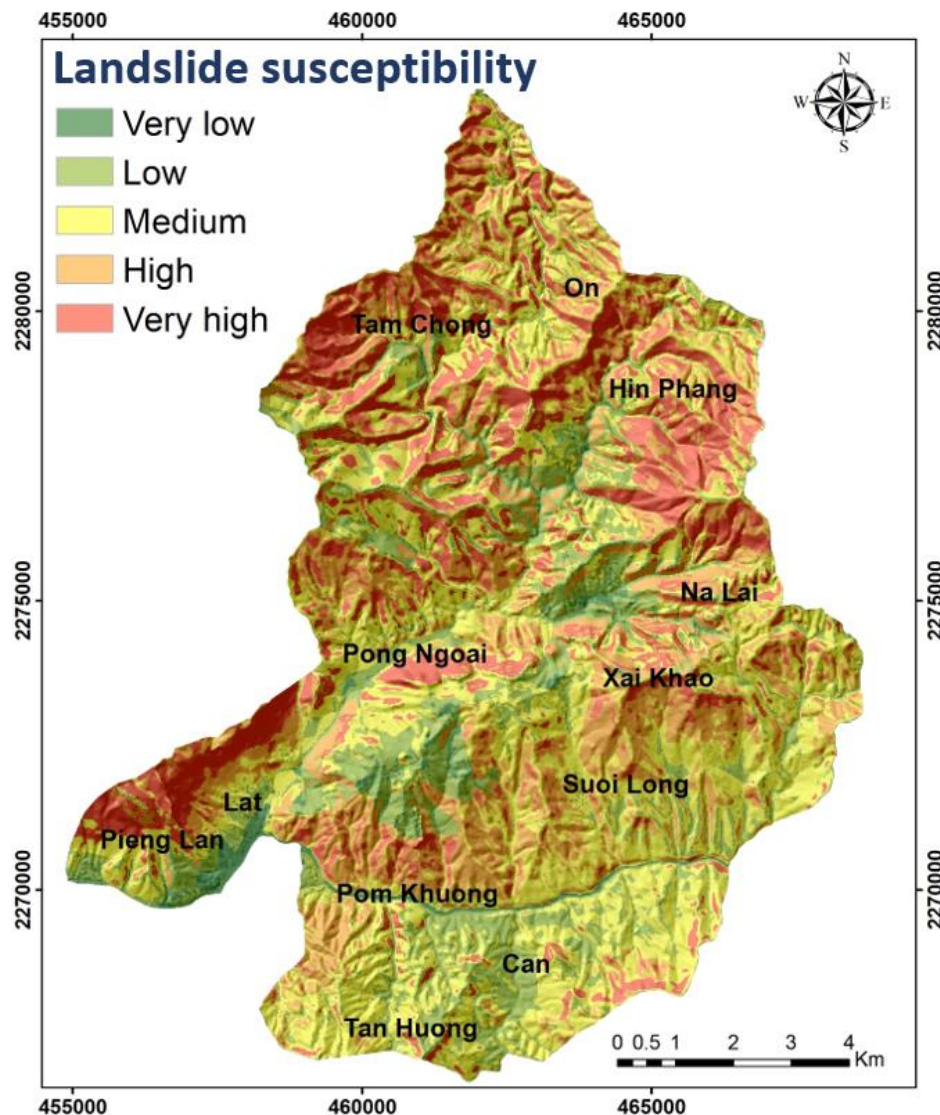 455000 460000 465000
Landslide susceptibility
Very low
Low
Medium
High
Very high
N
W E
S
On
2280000 2280000
Tam Chong
Hin Phang
Na Lai
2275000 2275000
Pong Ngoai
Xai Khao
Suoi Long
Lat
Pieng Lan
2270000 2270000
Pom Khuong
Can
Tan Huong
0 0.5 1 2 3 4
Km
455000 460000 465000